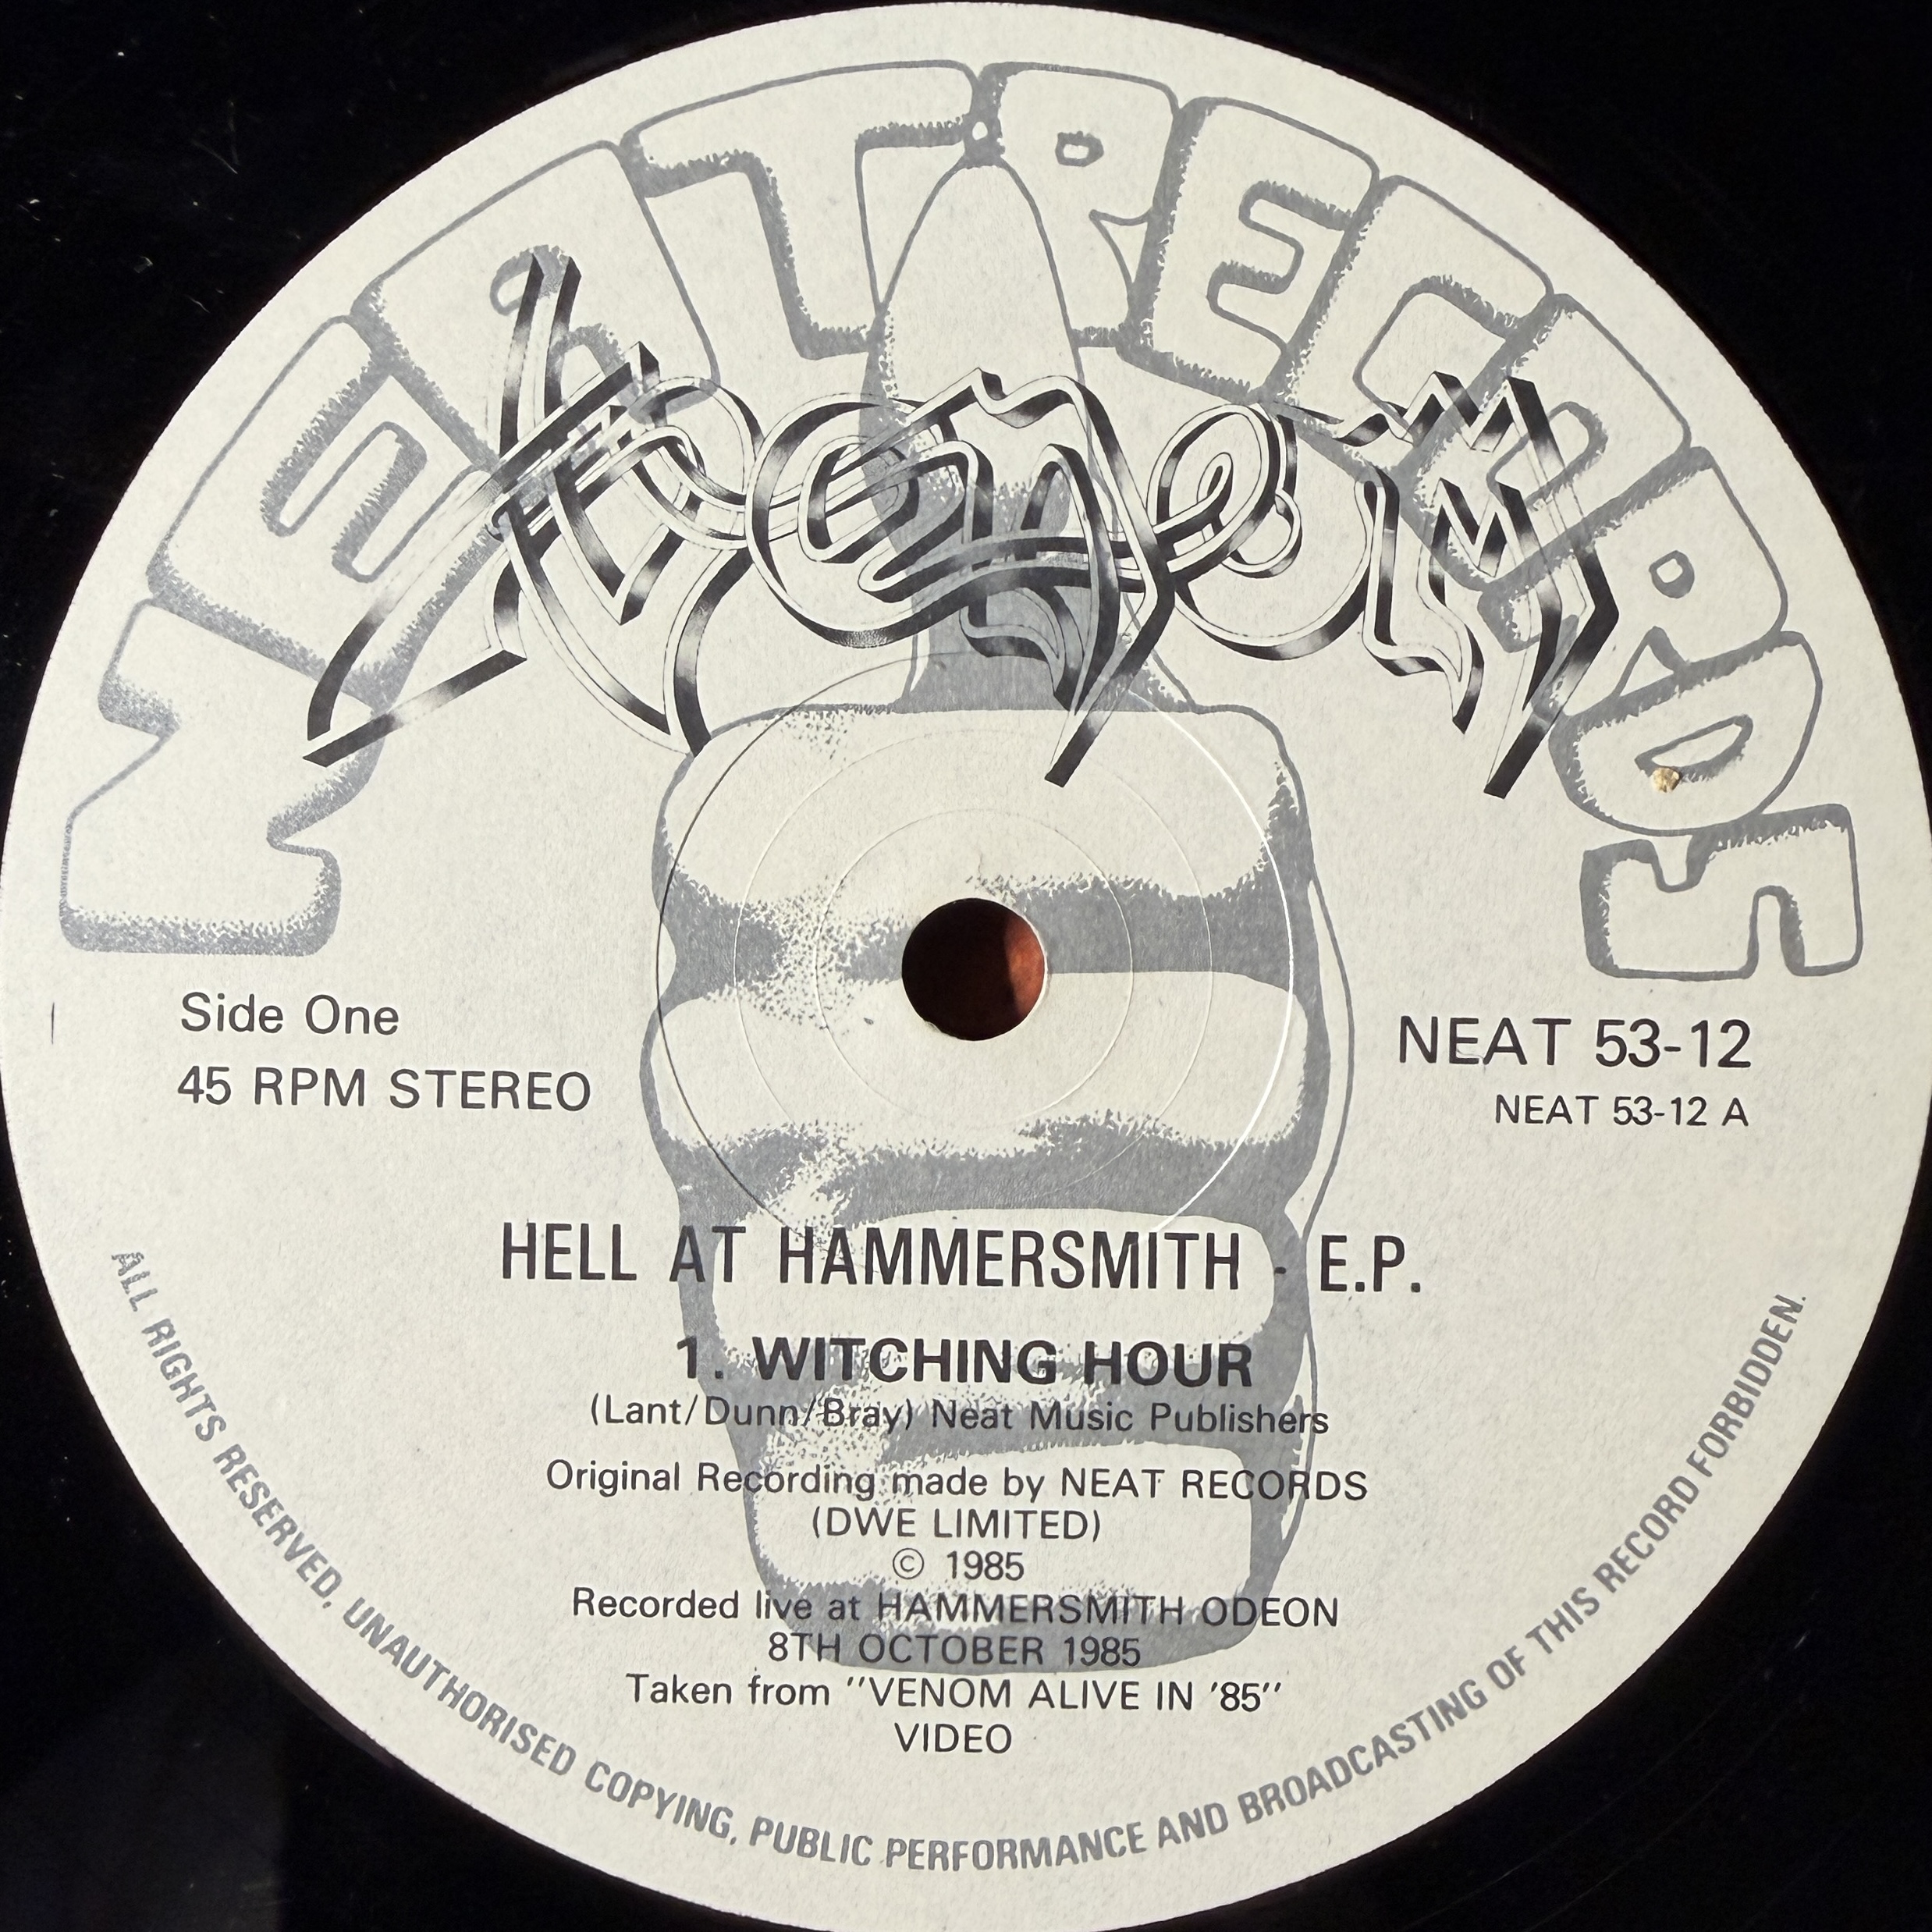 NEAT RECORDS
Venom
Side One
45 RPM STEREO
NEAT 53-12
NEAT 53-12 A
HELL AT HAMMERSMITH - E.P.
1. WITCHING HOUR
(Lant/Dunn/Bray) Neat Music Publishers
Original Recording made by NEAT RECORDS
(DWE LIMITED)
© 1985
Recorded live at HAMMERSMITH ODEON
8TH OCTOBER 1985
Taken from "VENOM ALIVE IN '85"
VIDEO
ALL RIGHTS RESERVED, UNAUTHORISED COPYING, PUBLIC PERFORMANCE AND BROADCASTING OF THIS RECORD FORBIDDEN.